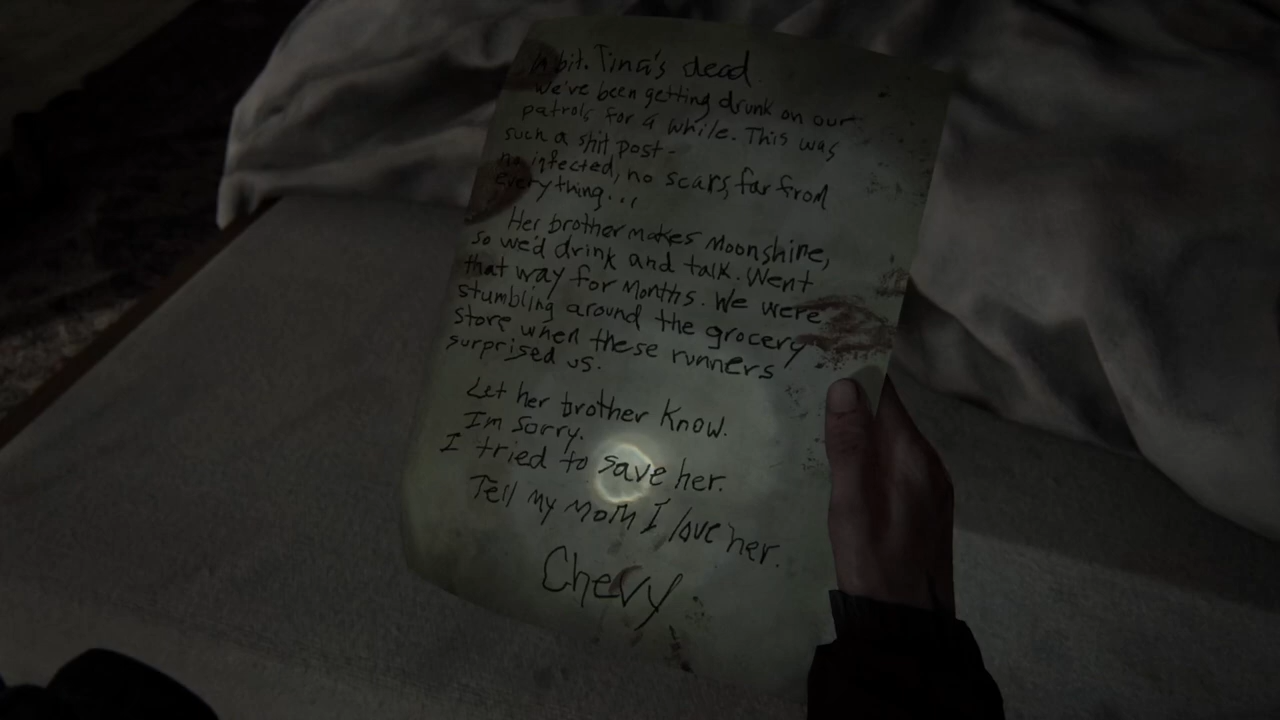 bit. Tina's dead
We've been getting drunk on our
patrols for a while. This was
such a shit post-
no infected, no scars, far from
everything...
Her brother makes Moonshine,
so we'd drink and talk. Went
that way for Months. We were
stumbling around the grocery
store when these runners
surprised us.
Let her brother Know.
I'm sorry.
I tried to save her.
Tell my Mom I love her.
Chevy